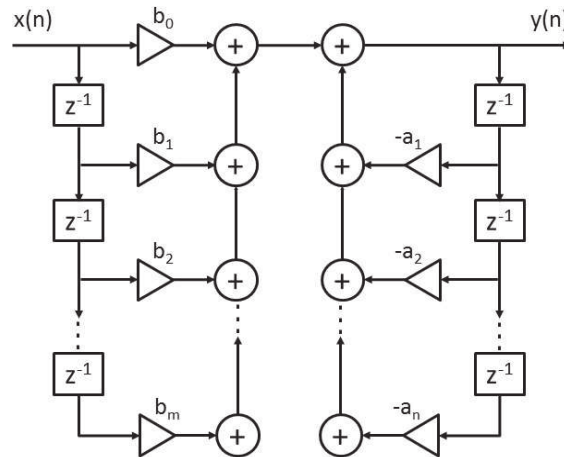 x(n) b₀ + + y(n)
z⁻¹ z⁻¹
b₁ + + -a₁
z⁻¹ z⁻¹
b₂ + + -a₂
z⁻¹ z⁻¹
bₘ + + -aₙ